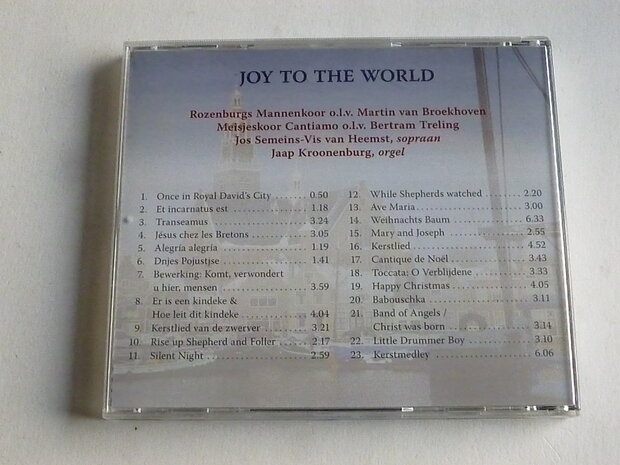 JOY TO THE WORLD
Rozenburgs Mannenkoor o.l.v. Martin van Broekhoven
Meisjeskoor Cantiamo o.l.v. Bertram Treling
Jos Semeins-Vis van Heemst, sopraan
Jaap Kroonenburg, orgel
1. Once in Royal David's City ........ 0.50
2. Et incarnatus est ........ 1.18
3. Transeamus ........ 3.24
4. Jésus chez les Bretons ........ 3.05
5. Alegría alegría ........ 1.19
6. Dnjes Pojustjse ........ 1.41
7. Bewerking: Komt, verwondert
u hier, mensen ........ 3.59
8. Er is een kindeke &
Hoe leit dit kindeke ........ 4.04
9. Kerstlied van de zwerver ........ 3.21
10. Rise up Shepherd and Foller ........ 2.17
11. Silent Night ........ 2.59
12. While Shepherds watched ........ 2.20
13. Ave Maria ........ 3.00
14. Weihnachts Baum ........ 6.33
15. Mary and Joseph ........ 2.55
16. Kerstlied ........ 4.52
17. Cantique de Noël ........ 3.43
18. Toccata: O Verblijdene ........ 3.33
19. Happy Christmas ........ 4.05
20. Babouschka ........ 3.11
21. Band of Angels /
Christ was born ........ 3.14
22. Little Drummer Boy ........ 3.10
23. Kerstmedley ........ 6.06